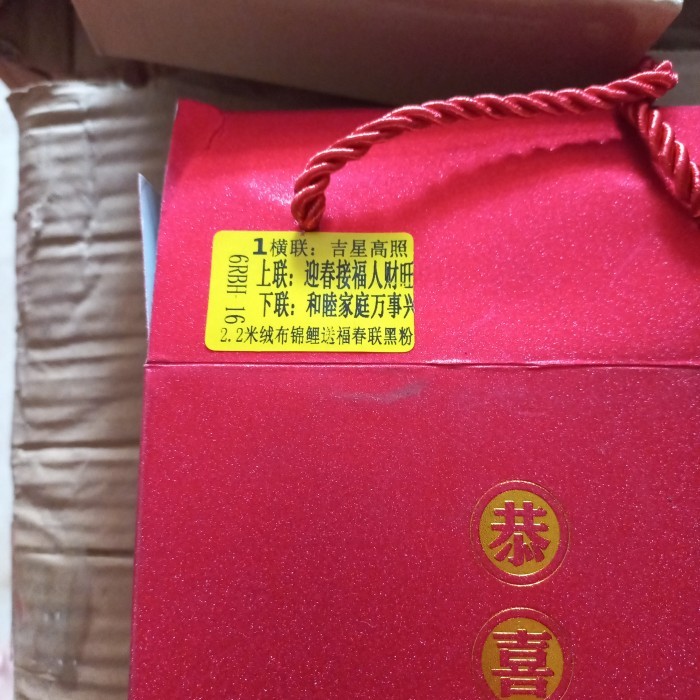 1横联：吉星高照
上联：迎春接福人财旺
下联：和睦家庭万事兴
2.2米绒布锦鲤送福春联黑粉
6RBH-16
恭
喜